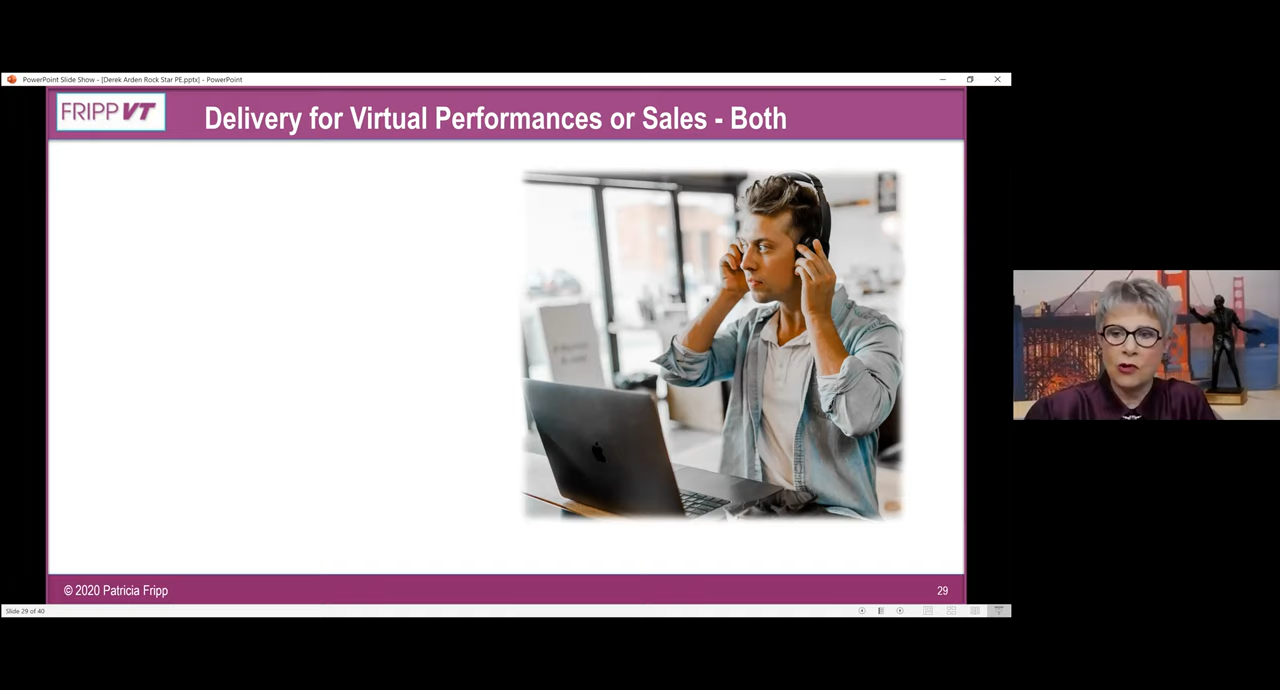 PowerPoint Slide Show - [Derek Arden Rock Star PE.pptx] - PowerPoint
FRIPP VT
Delivery for Virtual Performances or Sales - Both
© 2020 Patricia Fripp
29
Slide 29 of 40